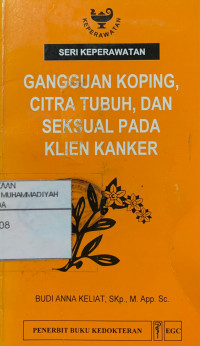 KEPERAWATAN
SERI KEPERAWATAN
GANGGUAN KOPING,
CITRA TUBUH, DAN
SEKSUAL PADA
KLIEN KANKER
MUHAMMADIYAH
BUDI ANNA KELIAT, SKp., M. App. Sc.
PENERBIT BUKU KEDOKTERAN
EGC